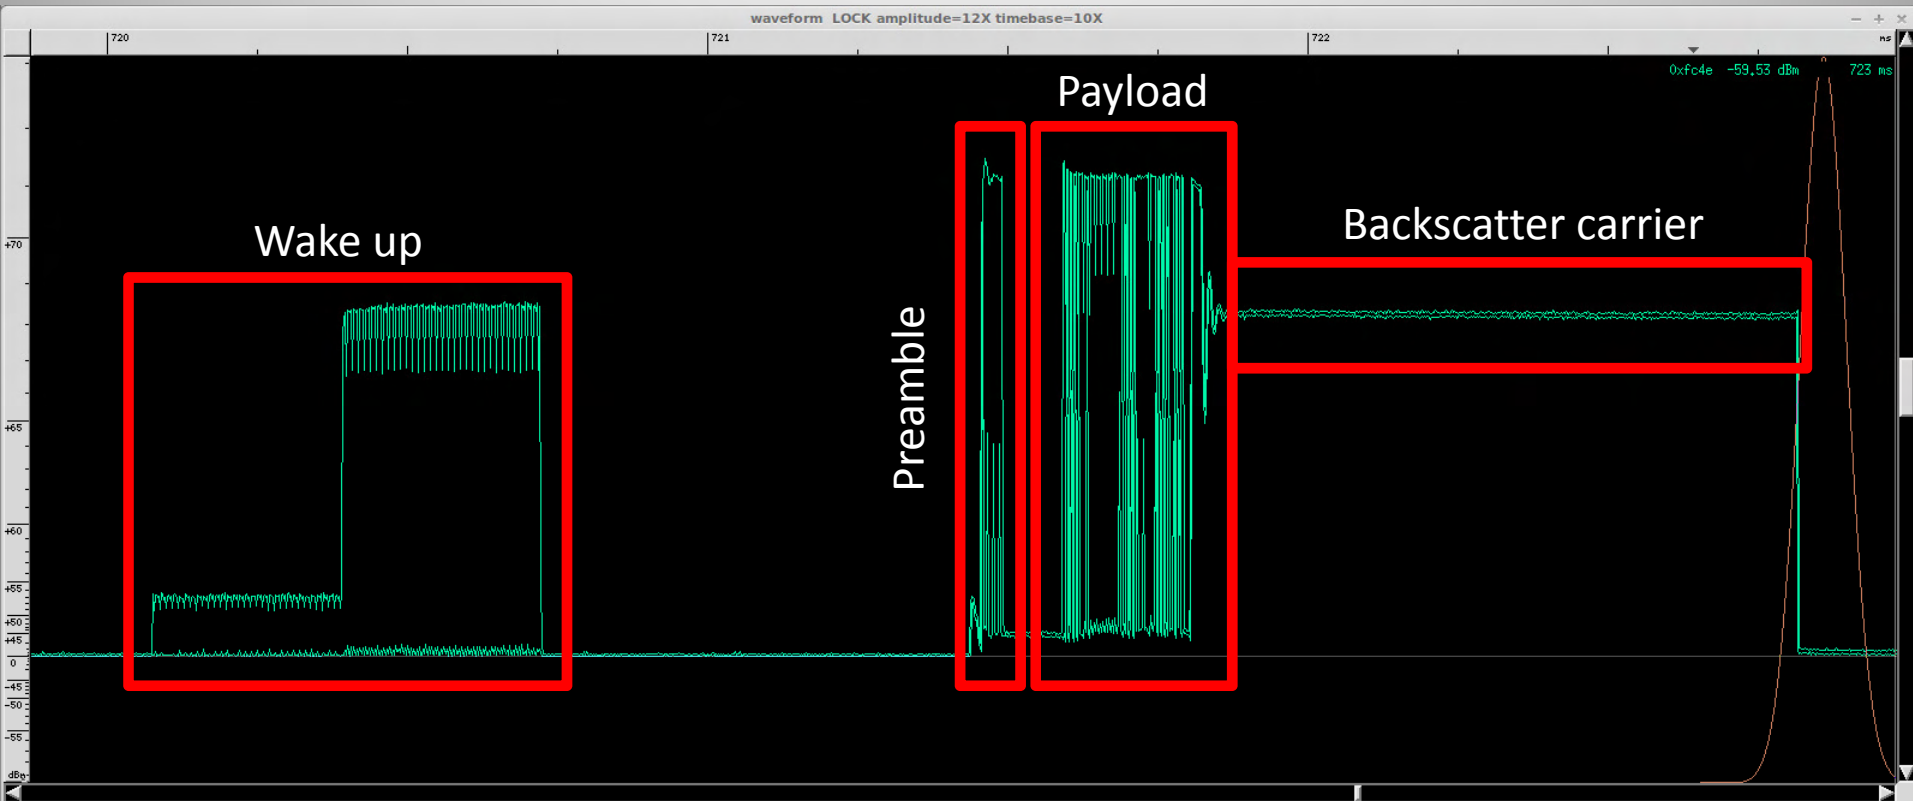 waveform LOCK amplitude=12X timebase=10X
720
721
722
ms
0xfc4e -59.53 dBm 723 ms
Payload
Wake up
Backscatter carrier
Preamble
+70
+65
+60
+55
+50
+45
0
-45
-50
-55
dBm